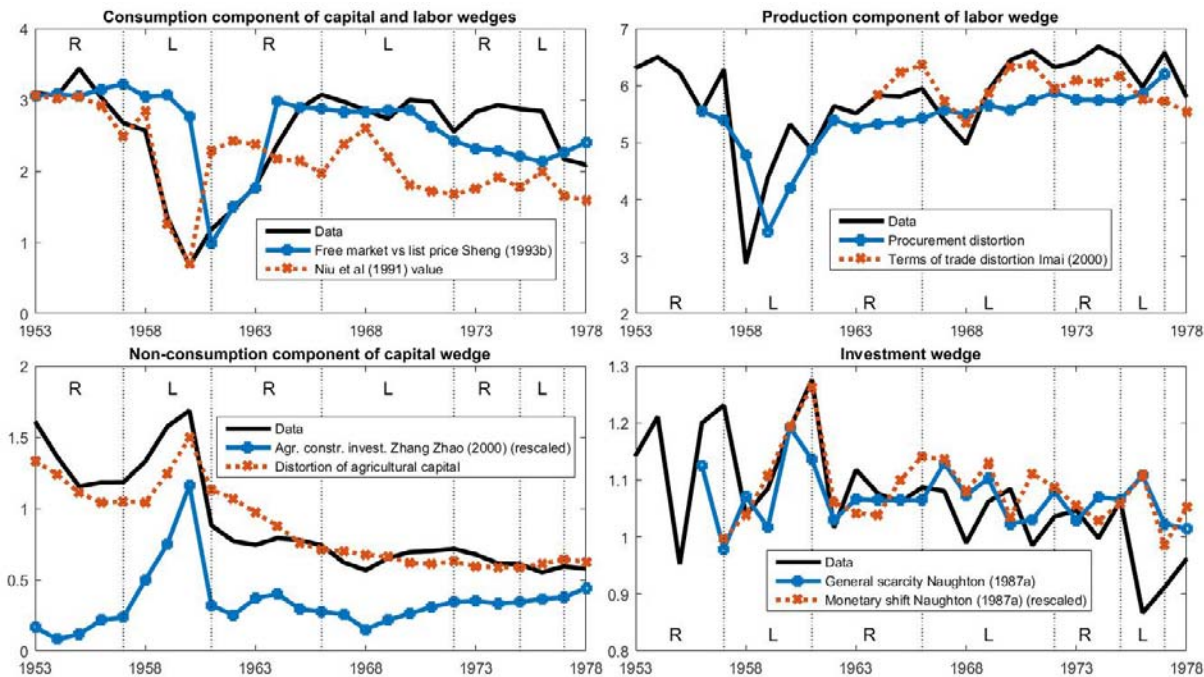 Consumption component of capital and labor wedges
4
3
2
1
0
R L R L R L
Data
Free market vs list price Sheng (1993b)
Niu et al (1991) value
1953 1958 1963 1968 1973 1978
Production component of labor wedge
7
6
5
4
3
2
Data
Procurement distortion
Terms of trade distortion Imai (2000)
R L R L R L
1953 1958 1963 1968 1973 1978
Non-consumption component of capital wedge
2
1.5
1
0.5
0
R L R L R L
Data
Agr. constr. invest. Zhang Zhao (2000) (rescaled)
Distortion of agricultural capital
1953 1958 1963 1968 1973 1978
Investment wedge
1.3
1.2
1.1
1
0.9
0.8
Data
General scarcity Naughton (1987a)
Monetary shift Naughton (1987a) (rescaled)
R L R L R L
1953 1958 1963 1968 1973 1978